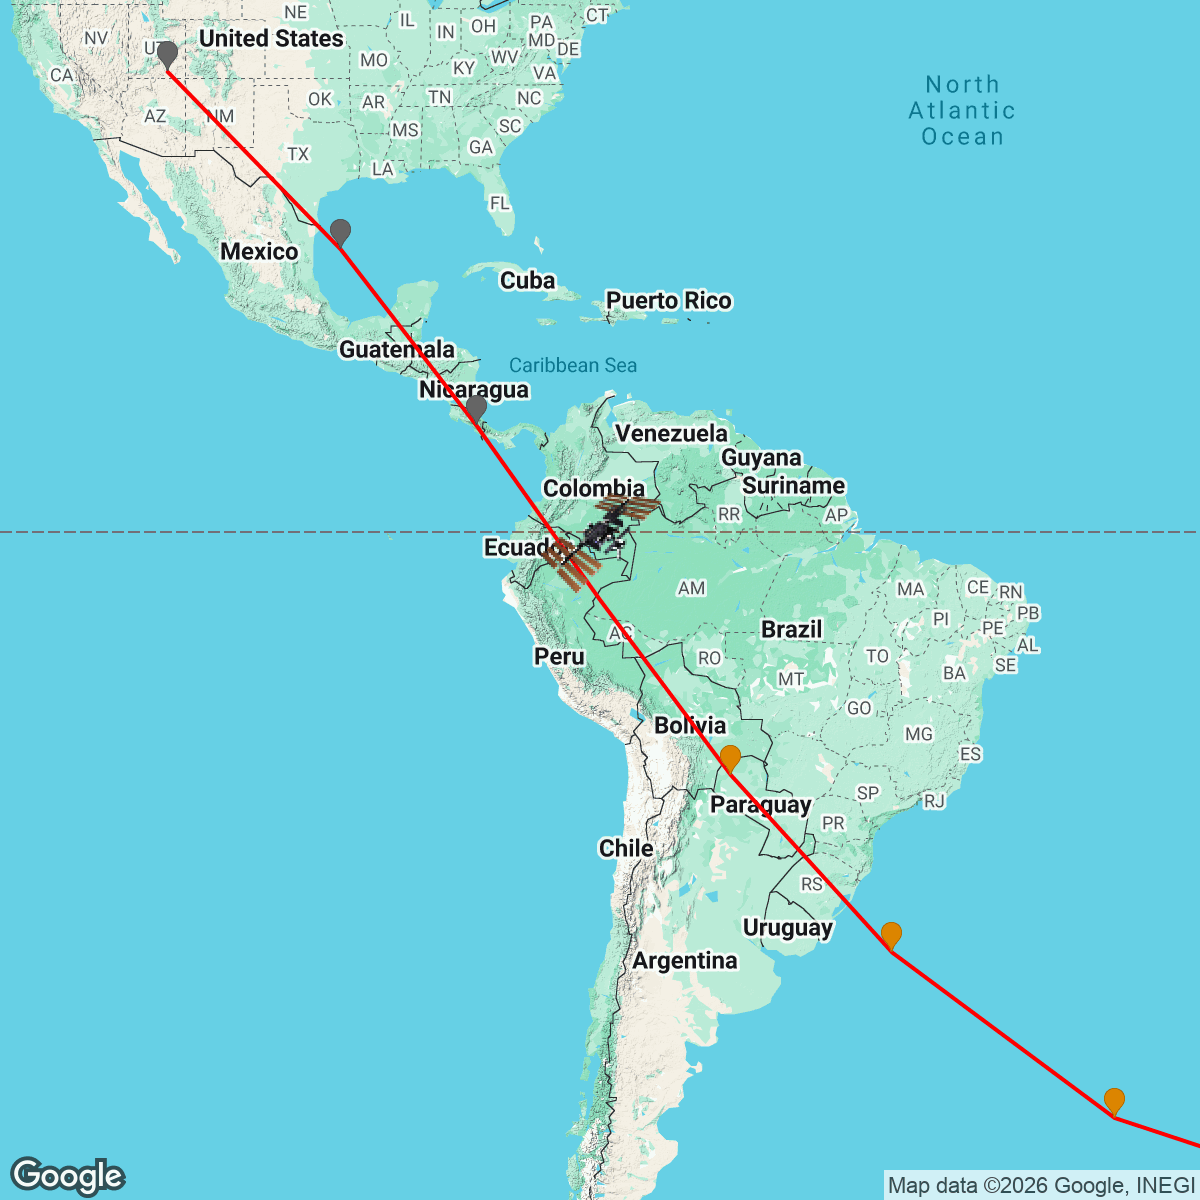 NE
IL
PA
CT
NV
United States
IN
OH
MD
DE
UT
MO
WV
CA
KY
VA
OK
AR
TN
NC
AZ
NM
MS
SC
TX
GA
LA
FL
North
Atlantic
Ocean
Mexico
Cuba
Puerto Rico
Guatemala
Caribbean Sea
Nicaragua
Venezuela
Guyana
Colombia
Suriname
RR
AP
Ecuador
AM
MA
CE
RN
PB
PI
PE
AL
AC
Brazil
Peru
RO
TO
SE
MT
BA
GO
Bolivia
MG
ES
Paraguay
SP
RJ
PR
Chile
RS
Uruguay
Argentina
Google
Map data ©2026 Google, INEGI